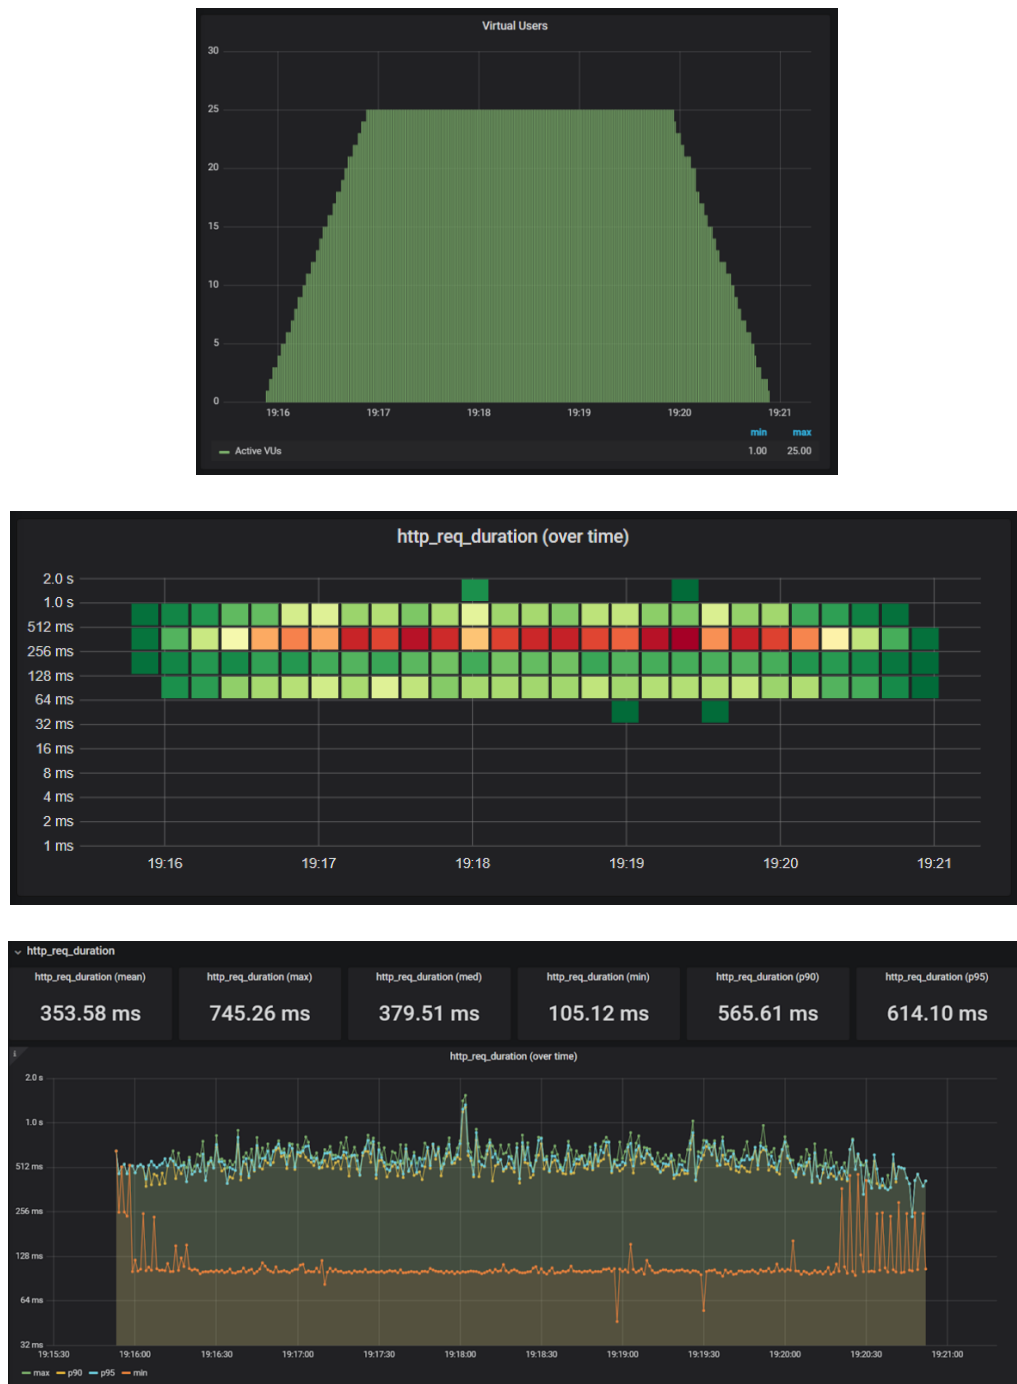 Virtual Users
30
25
20
15
10
5
0
19:16 19:17 19:18 19:19 19:20 19:21
min max
Active VUs 1.00 25.00
http_req_duration (over time)
2.0 s
1.0 s
512 ms
256 ms
128 ms
64 ms
32 ms
16 ms
8 ms
4 ms
2 ms
1 ms
19:16 19:17 19:18 19:19 19:20 19:21
http_req_duration
http_req_duration (mean) http_req_duration (max) http_req_duration (med) http_req_duration (min) http_req_duration (p90) http_req_duration (p95)
353.58 ms 745.26 ms 379.51 ms 105.12 ms 565.61 ms 614.10 ms
i
http_req_duration (over time)
2.0 s
1.0 s
512 ms
256 ms
128 ms
64 ms
32 ms
19:15:30 19:16:00 19:16:30 19:17:00 19:17:30 19:18:00 19:18:30 19:19:00 19:19:30 19:20:00 19:20:30 19:21:00
max p90 p95 min